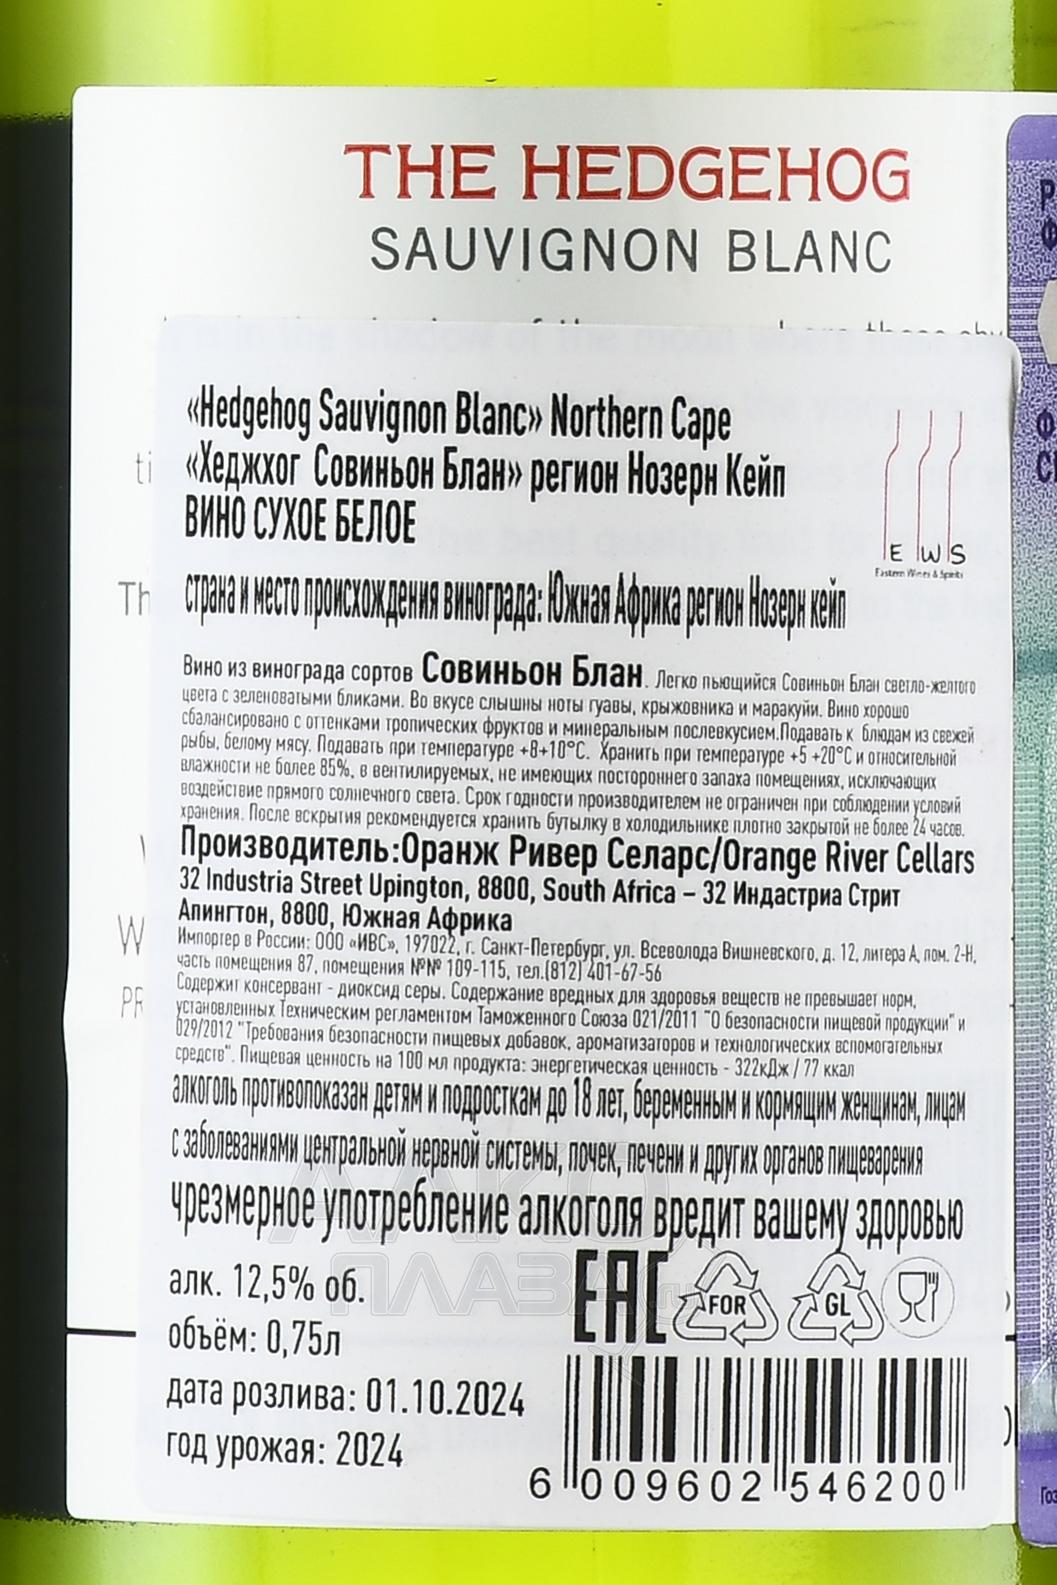 THE HEDGEHOG
SAUVIGNON BLANC
«Hedgehog Sauvignon Blanc» Northern Cape
«Хеджхог Совиньон Блан» регион Нозерн Кейп
ВИНО СУХОЕ БЕЛОЕ
E W S
Eastern Wines & Spirits
страна и место происхождения винограда: Южная Африка регион Нозерн кейп
Вино из винограда сортов Совиньон Блан. Легко пьющийся Совиньон Блан светло-желтого
цвета с зеленоватыми бликами. Во вкусе слышны ноты гуавы, крыжовника и маракуйи. Вино хорошо
сбалансировано с оттенками тропических фруктов и минеральным послевкусием.Подавать к блюдам из свежей
рыбы, белому мясу. Подавать при температуре +8+10°C. Хранить при температуре +5 +20°C и относительной
влажности не более 85%, в вентилируемых, не имеющих постороннего запаха помещениях, исключающих
воздействие прямого солнечного света. Срок годности производителем не ограничен при соблюдении условий
хранения. После вскрытия рекомендуется хранить бутылку в холодильнике плотно закрытой не более 24 часов.
Производитель:Оранж Ривер Селарс/Orange River Cellars
32 Industria Street Upington, 8800, South Africa – 32 Индастриа Стрит
Апингтон, 8800, Южная Африка
Импортер в России: ООО «ИВС», 197022, г. Санкт-Петербург, ул. Всеволода Вишневского, д. 12, литера А, пом. 2-Н,
часть помещения 87, помещения №№ 109-115, тел.(812) 401-67-56
Содержит консервант - диоксид серы. Содержание вредных для здоровья веществ не превышает норм,
установленных Техническим регламентом Таможенного Союза 021/2011 "О безопасности пищевой продукции" и
029/2012 "Требования безопасности пищевых добавок, ароматизаторов и технологических вспомогательных
средств". Пищевая ценность на 100 мл продукта: энергетическая ценность - 322кДж / 77 ккал
алкоголь противопоказан детям и подросткам до 18 лет, беременным и кормящим женщинам, лицам
с заболеваниями центральной нервной системы, почек, печени и других органов пищеварения
чрезмерное употребление алкоголя вредит вашему здоровью
ЕАС FOR GL
алк. 12,5% об.
объём: 0,75л
дата розлива: 01.10.2024
год урожая: 2024
6 009602 546200
АЛКО
ПЛАЗА.ru